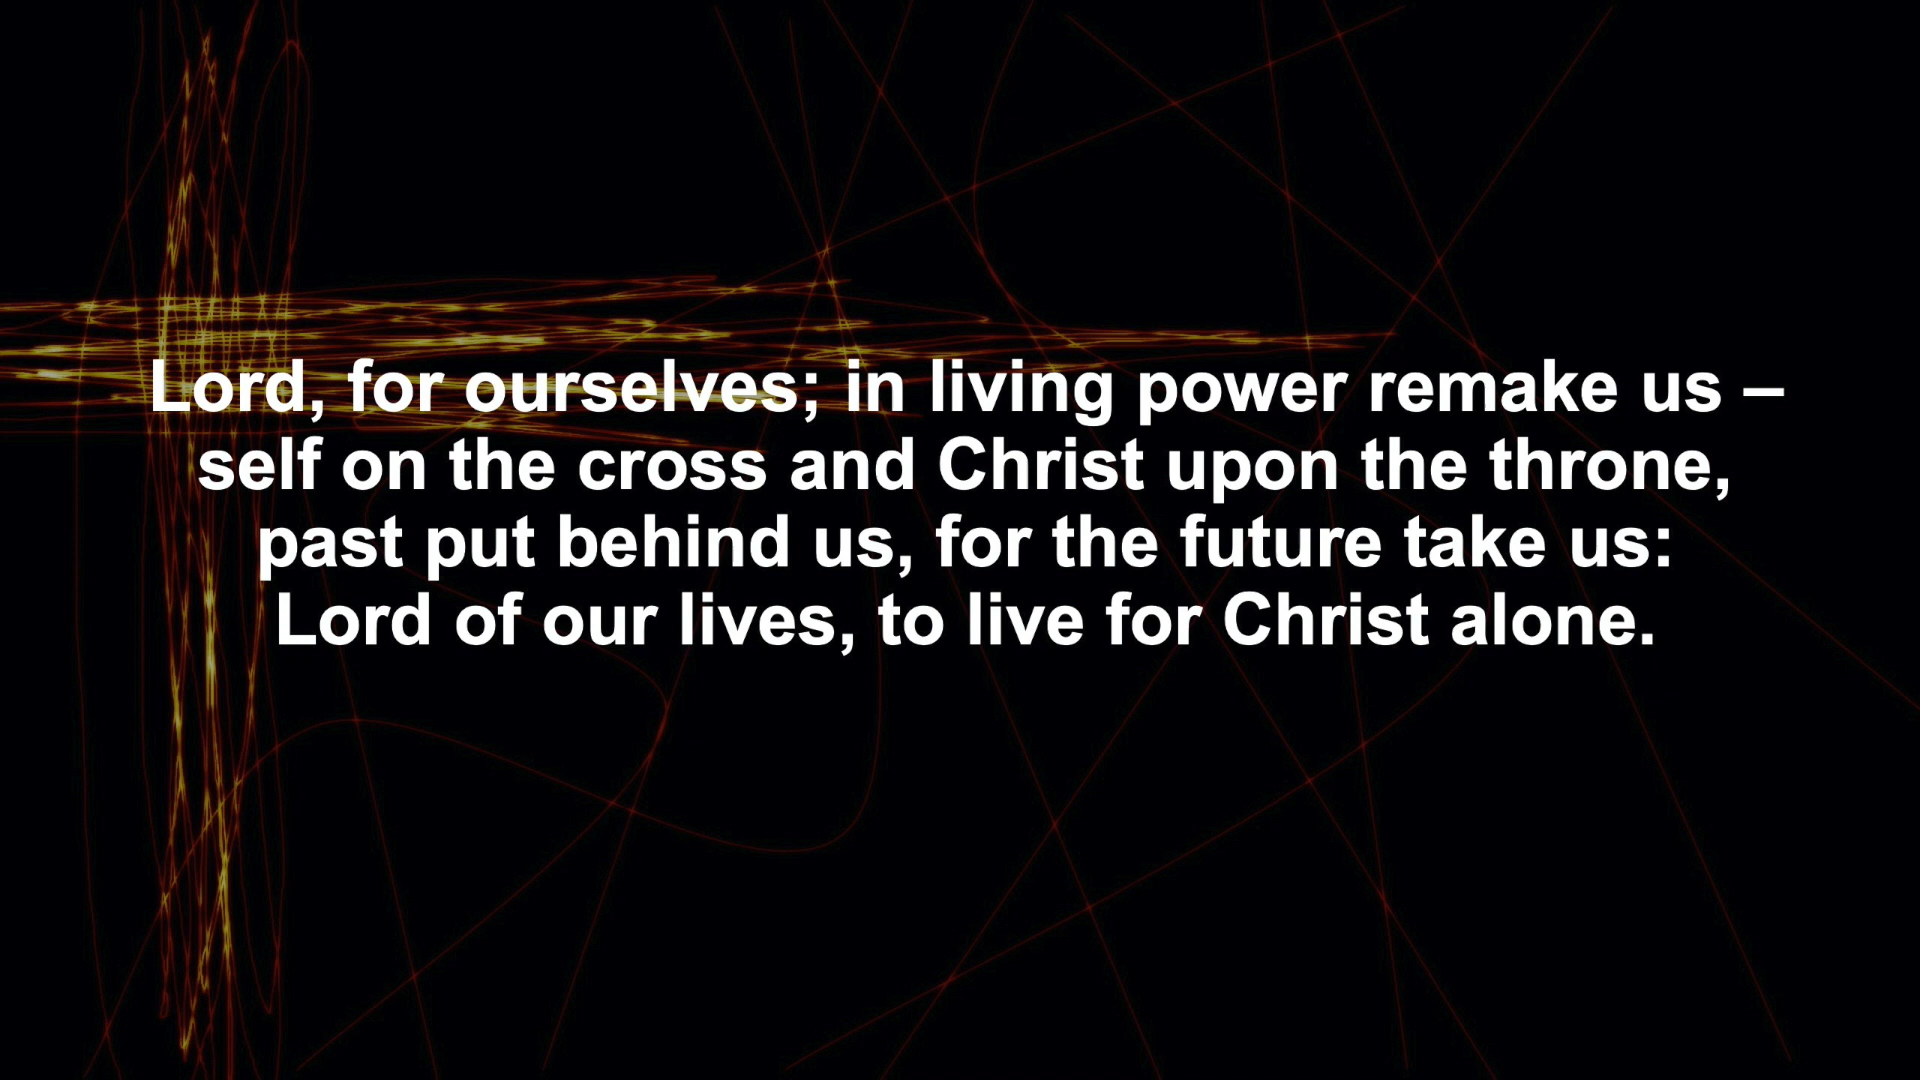 Lord, for ourselves; in living power remake us –
self on the cross and Christ upon the throne,
past put behind us, for the future take us:
Lord of our lives, to live for Christ alone.